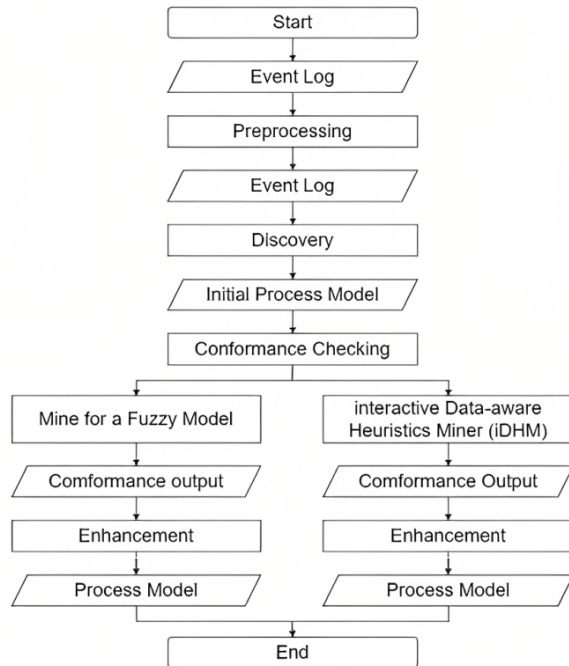 Start
Event Log
Preprocessing
Event Log
Discovery
Initial Process Model
Conformance Checking
Mine for a Fuzzy Model
interactive Data-aware
Heuristics Miner (iDHM)
Comformance output
Comformance Output
Enhancement
Enhancement
Process Model
Process Model
End